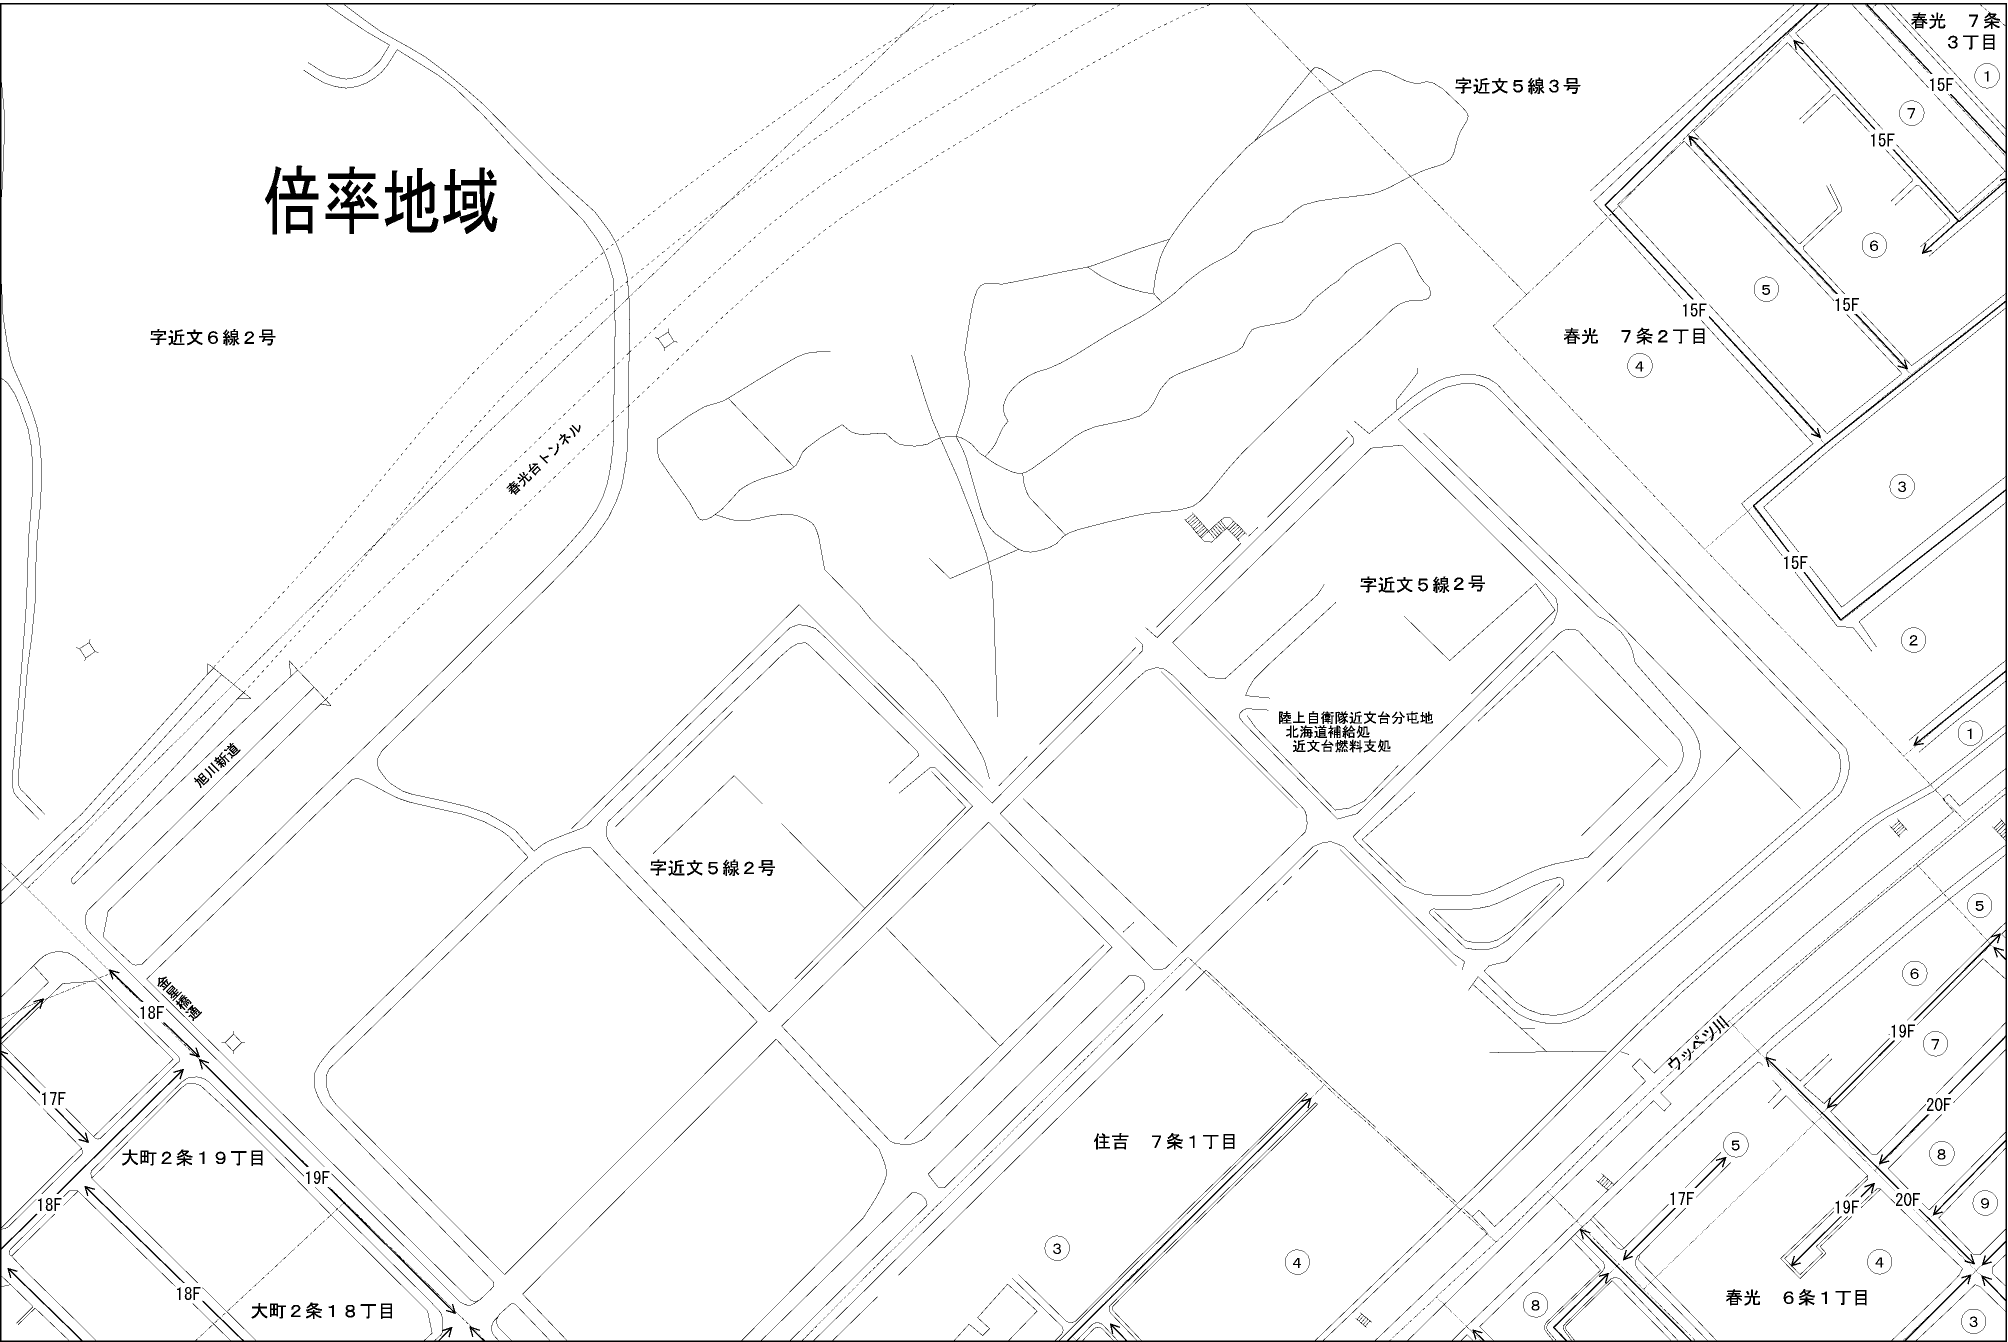 春光　７条
３丁目
①
字近文５線３号
15F
⑦
15F
倍率地域
⑥
⑤
15F
15F
字近文６線２号
春光　７条２丁目
④
春光台トンネル
③
15F
字近文５線２号
②
陸上自衛隊近文台分屯地
北海道補給処
近文台燃料支処
①
旭川新道
字近文５線２号
⑤
⑥
金星橋通
18F
19F
ウッペツ川
⑦
17F
20F
住吉　７条１丁目
⑤
⑧
大町２条１９丁目
19F
17F
20F
⑨
18F
19F
③
④
④
18F
春光　６条１丁目
大町２条１８丁目
⑧
③